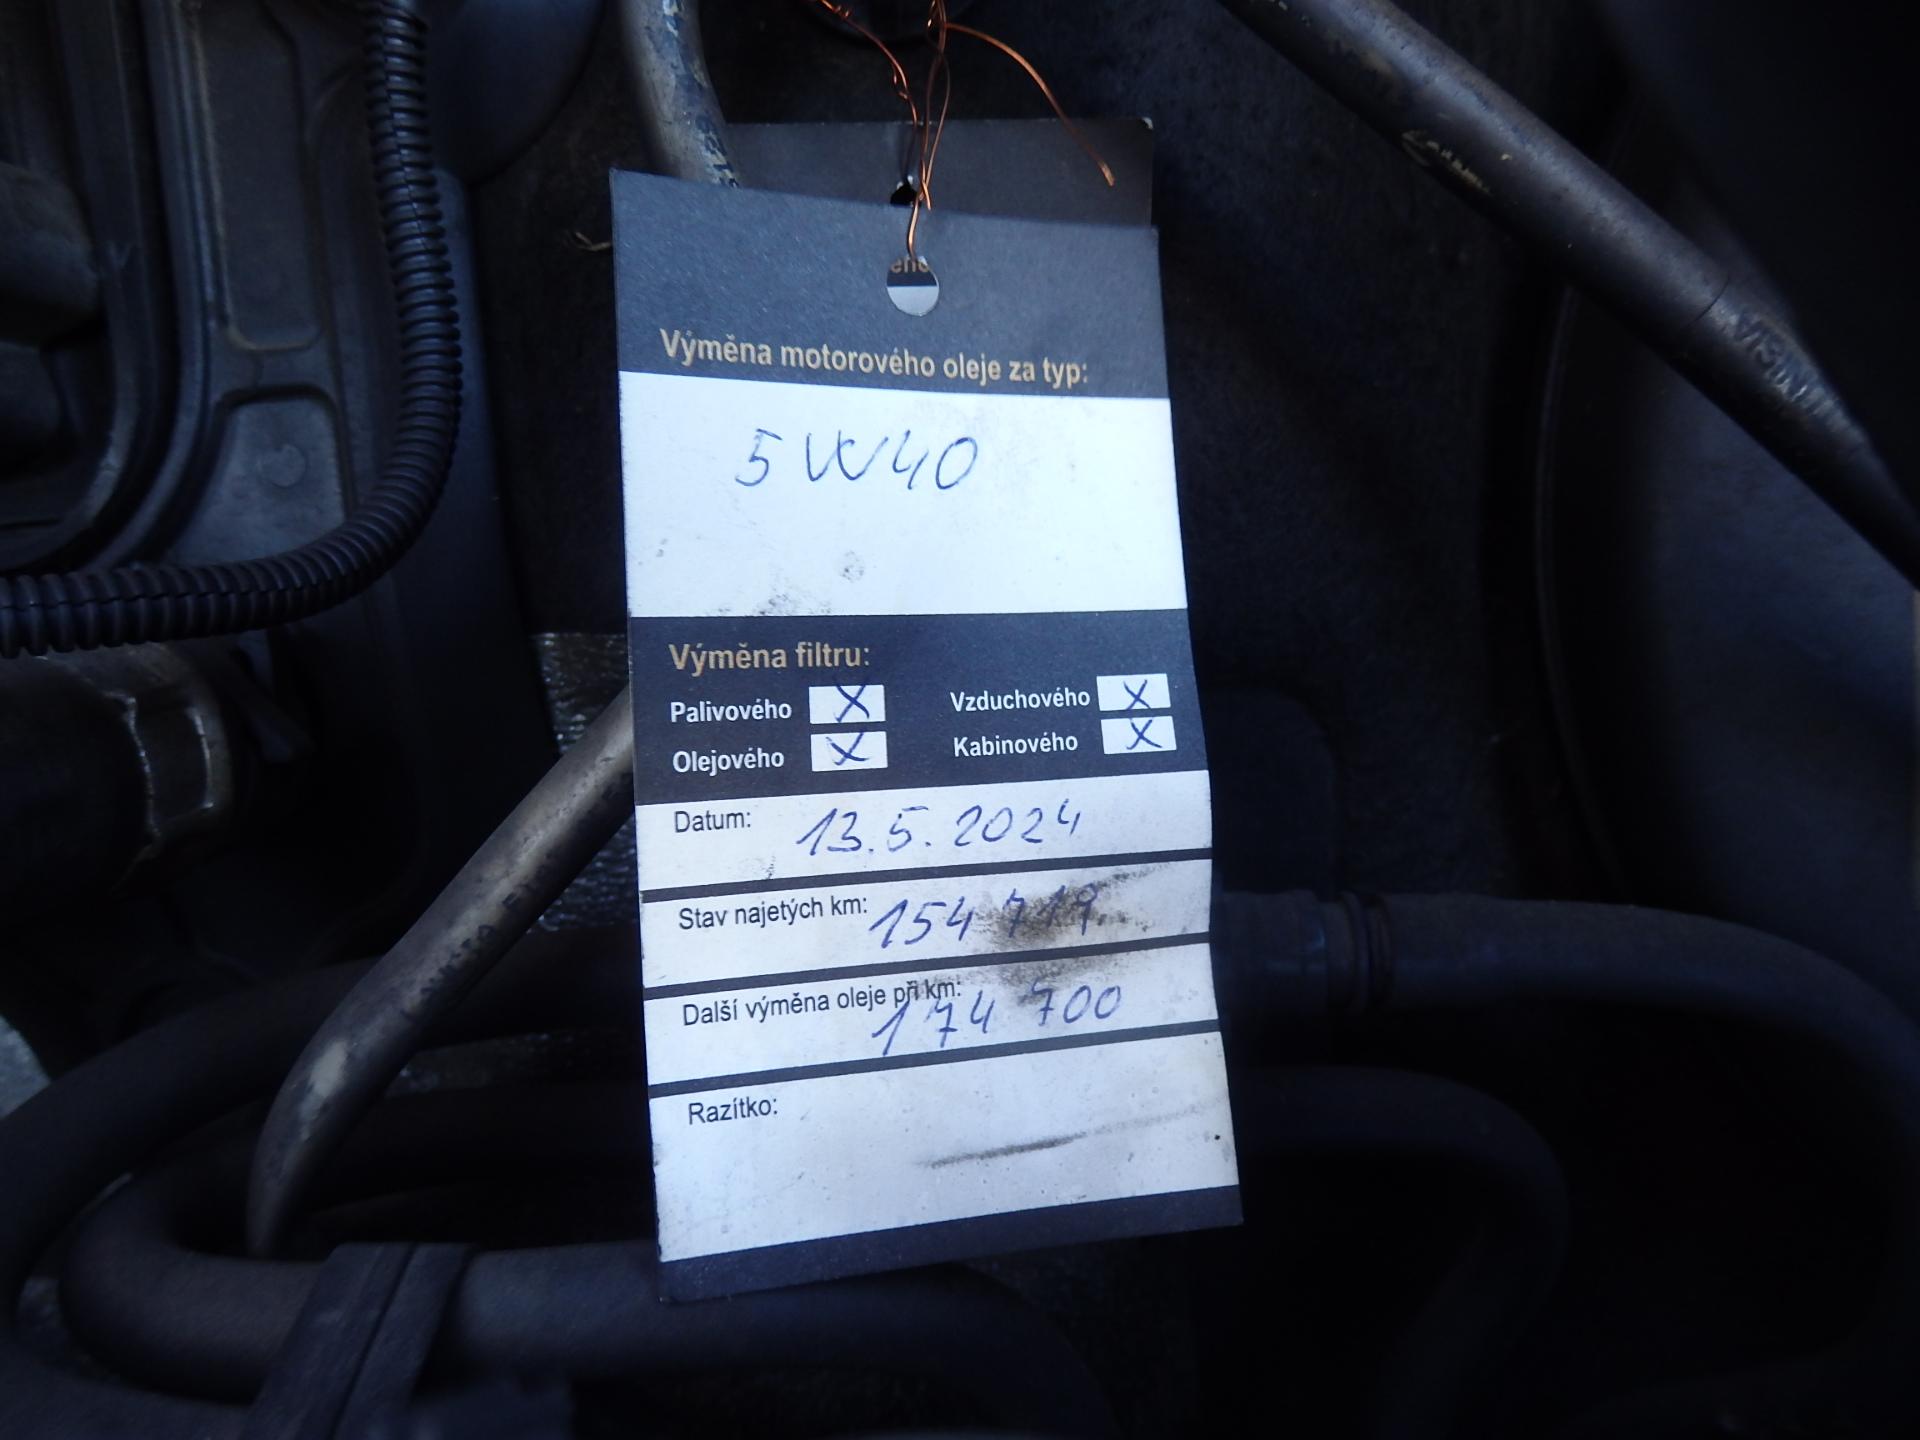 Výměna motorového oleje za typ:
5W40
Výměna filtru:
Palivového X Vzduchového X
Olejového X Kabinového X
Datum: 13.5.2024
Stav najetých km: 154 719
Další výměna oleje při km: 174 700
Razítko: